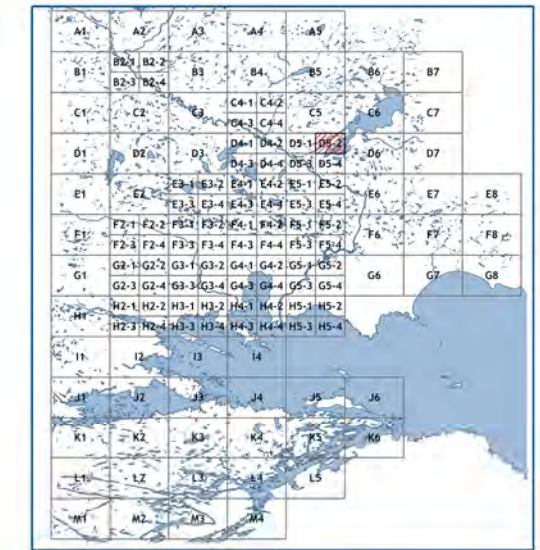 A1 A2 A3 A4 A5
B2-1 B2-2
B1 B3 B4 B5 B6 B7
B2-3 B2-4
C4-1 C4-2
C1 C2 C3 C5 C6 C7
C4-3 C4-4
D4-1 D4-2 D5-1 D5-2
D1 D2 D3 D6 D7
D4-3 D4-4 D5-3 D5-4
E3-1 E3-2 E4-1 E4-2 E5-1 E5-2
E1 E2 E6 E7 E8
E3-3 E3-4 E4-3 E4-4 E5-3 E5-4
F2-1 F2-2 F3-1 F3-2 F4-1 F4-2 F5-1 F5-2
F1 F6 F7 F8
F2-3 F2-4 F3-3 F3-4 F4-3 F4-4 F5-3 F5-4
G2-1 G2-2 G3-1 G3-2 G4-1 G4-2 G5-1 G5-2
G1 G6 G7 G8
G2-3 G2-4 G3-3 G3-4 G4-3 G4-4 G5-3 G5-4
H2-1 H2-2 H3-1 H3-2 H4-1 H4-2 H5-1 H5-2
H1
H2-3 H2-4 H3-3 H3-4 H4-3 H4-4 H5-3 H5-4
I1 I2 I3 I4
J1 J2 J3 J4 J5 J6
K1 K2 K3 K4 K5 K6
L1 L2 L3 L4 L5
M1 M2 M3 M4